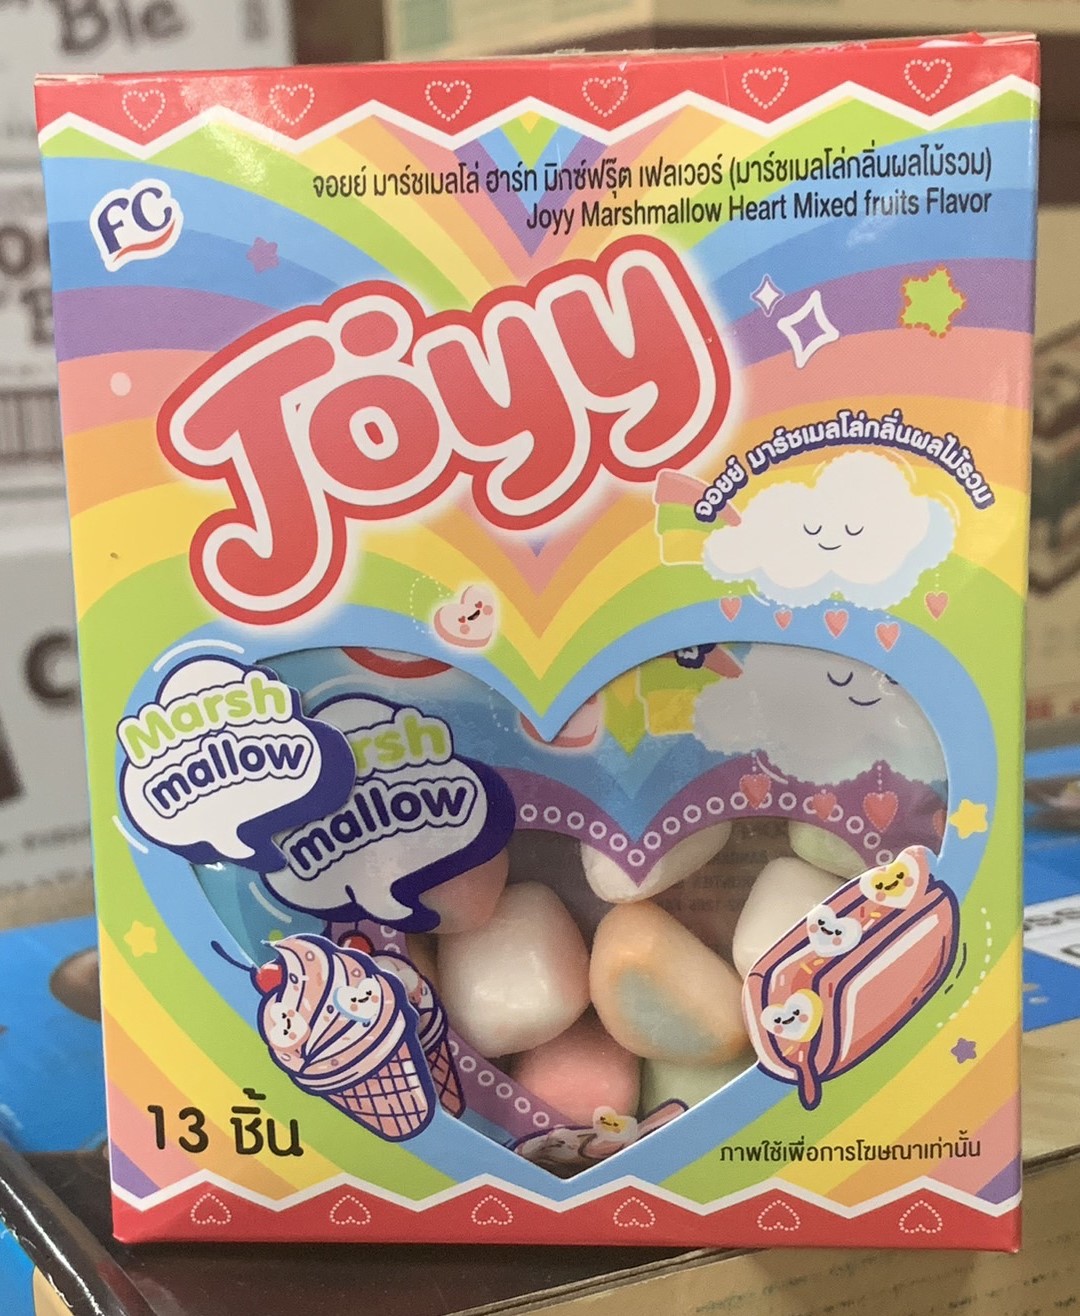 Bie
FC
จอยย์ มาร์ชเมลโล่ ฮาร์ท มิกซ์ฟรุ๊ต เฟลเวอร์ (มาร์ชเมลโล่กลิ่นผลไม้รวม)
Joyy Marshmallow Heart Mixed fruits Flavor
Joyy
จอยย์ มาร์ชเมลโล่กลิ่นผลไม้รวม
Marsh
mallow
rsh
mallow
13 ชิ้น
ภาพใช้เพื่อการโฆษณาเท่านั้น